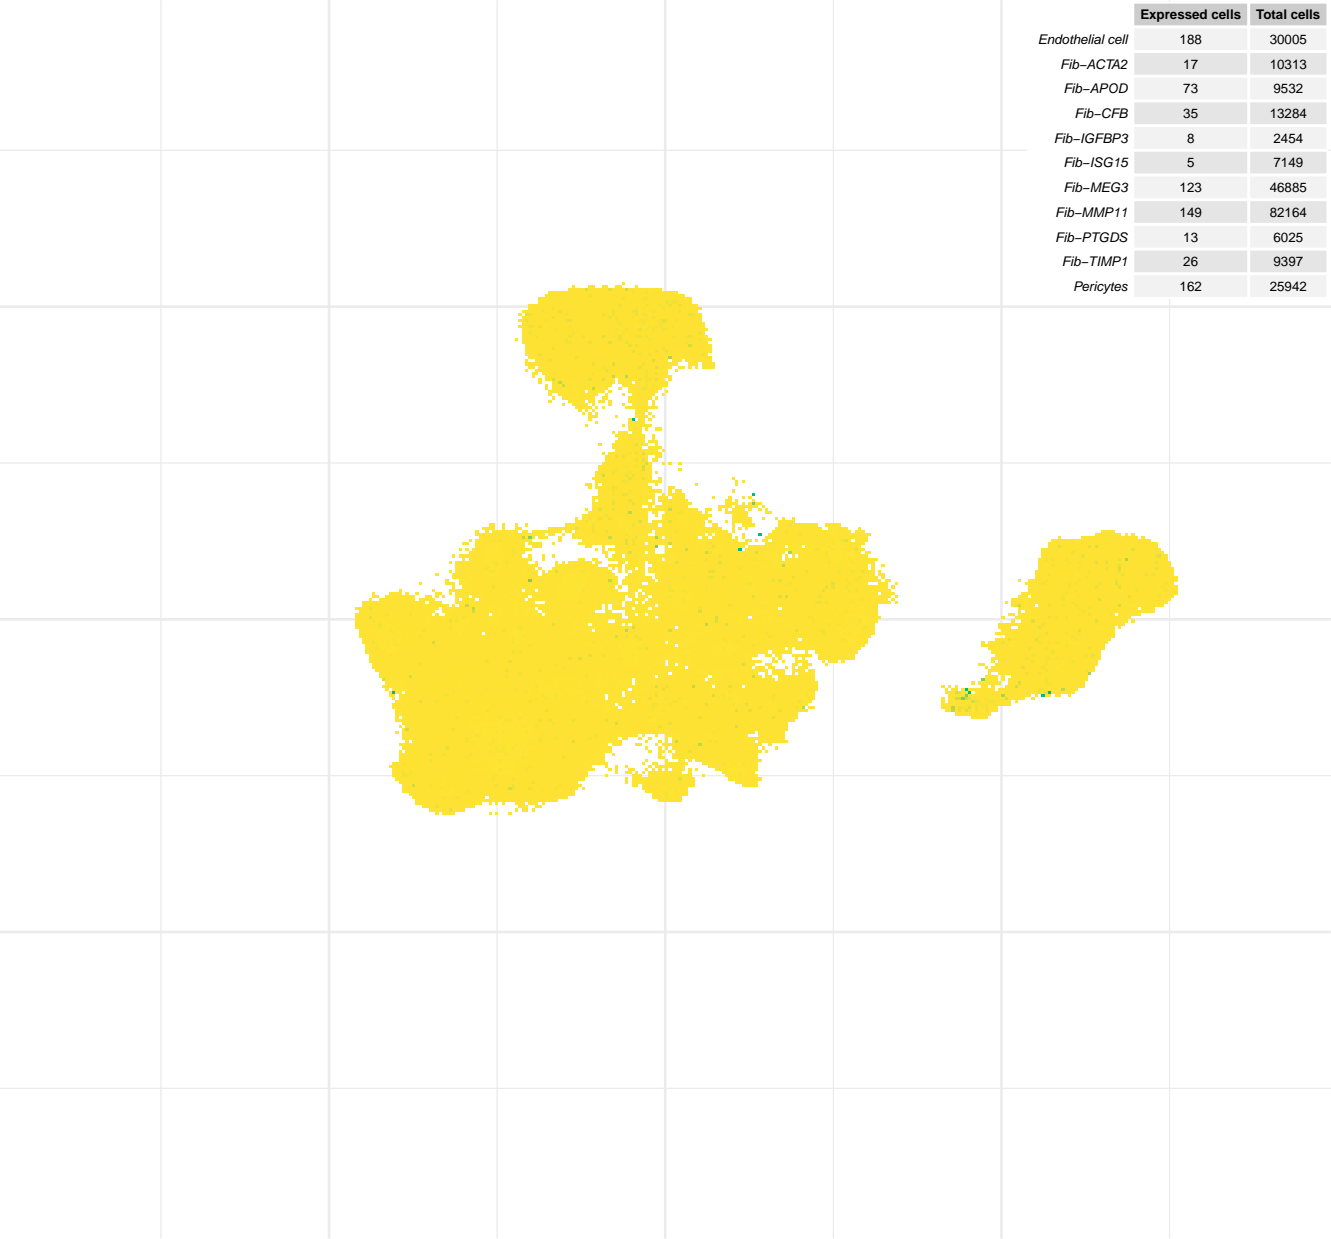 Expressed cells Total cells
Endothelial cell 188 30005
Fib−ACTA2 17 10313
Fib−APOD 73 9532
Fib−CFB 35 13284
Fib−IGFBP3 8 2454
Fib−ISG15 5 7149
Fib−MEG3 123 46885
Fib−MMP11 149 82164
Fib−PTGDS 13 6025
Fib−TIMP1 26 9397
Pericytes 162 25942